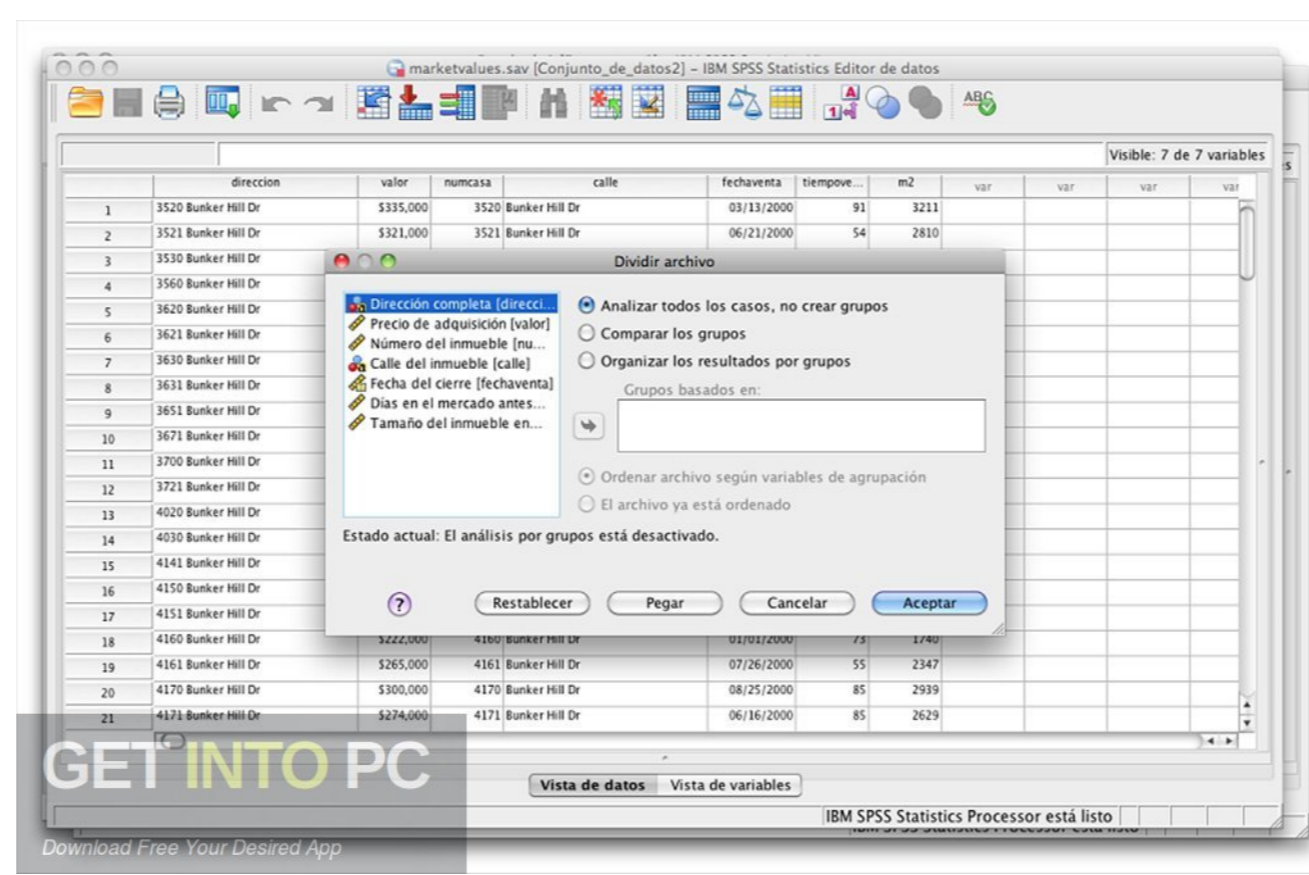 marketvalues.sav [Conjunto_de_datos2] – IBM SPSS Statistics Editor de datos
Visible: 7 de 7 variables
direccion valor numcasa calle fechaventa tiempove... m2 var var var var
1 3520 Bunker Hill Dr $335,000 3520 Bunker Hill Dr 03/13/2000 91 3211
2 3521 Bunker Hill Dr $321,000 3521 Bunker Hill Dr 06/21/2000 54 2810
3 3530 Bunker Hill Dr
4 3560 Bunker Hill Dr
5 3620 Bunker Hill Dr
6 3621 Bunker Hill Dr
7 3630 Bunker Hill Dr
8 3631 Bunker Hill Dr
9 3651 Bunker Hill Dr
10 3671 Bunker Hill Dr
11 3700 Bunker Hill Dr
12 3721 Bunker Hill Dr
13 4020 Bunker Hill Dr
14 4030 Bunker Hill Dr
15 4141 Bunker Hill Dr
16 4150 Bunker Hill Dr
17 4151 Bunker Hill Dr
18 4160 Bunker Hill Dr $222,000 4160 Bunker Hill Dr 01/01/2000 73 1740
19 4161 Bunker Hill Dr $265,000 4161 Bunker Hill Dr 07/26/2000 55 2347
20 4170 Bunker Hill Dr $300,000 4170 Bunker Hill Dr 08/25/2000 85 2939
21 4171 Bunker Hill Dr $274,000 4171 Bunker Hill Dr 06/16/2000 85 2629
Dividir archivo
Dirección completa [direcci...
Precio de adquisición [valor]
Número del inmueble [nu...
Calle del inmueble [calle]
Fecha del cierre [fechaventa]
Días en el mercado antes...
Tamaño del inmueble en...
Analizar todos los casos, no crear grupos
Comparar los grupos
Organizar los resultados por grupos
Grupos basados en:
Ordenar archivo según variables de agrupación
El archivo ya está ordenado
Estado actual: El análisis por grupos está desactivado.
? Restablecer Pegar Cancelar Aceptar
Vista de datos Vista de variables
IBM SPSS Statistics Processor está listo
GET INTO PC
Download Free Your Desired App